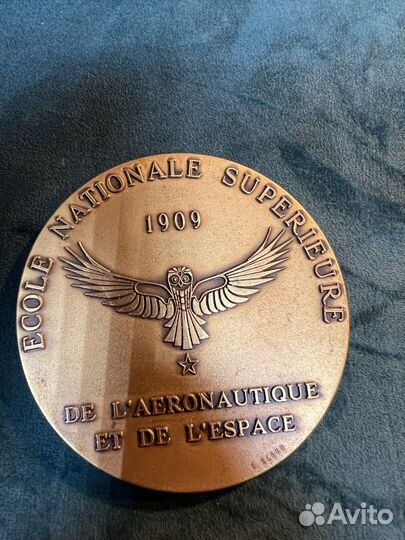 ECOLE NATIONALE SUPERIEURE
1909
DE L'AERONAUTIQUE
ET DE L'ESPACE
Avito